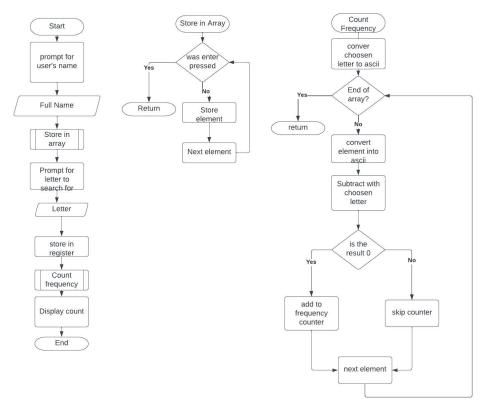 Start
prompt for
user's name
Full Name
Store in
array
Prompt for
letter to
search for
Letter
store in
register
Count
frequency
Display count
End
Store in Array
was enter
pressed
Yes
No
Return
Store
element
Next element
Count
Frequency
conver
choosen
letter to ascii
End of
array?
Yes
No
return
convert
element into
ascii
Subtract with
choosen
letter
is the
result 0
Yes
No
add to
frequency
counter
skip counter
next element